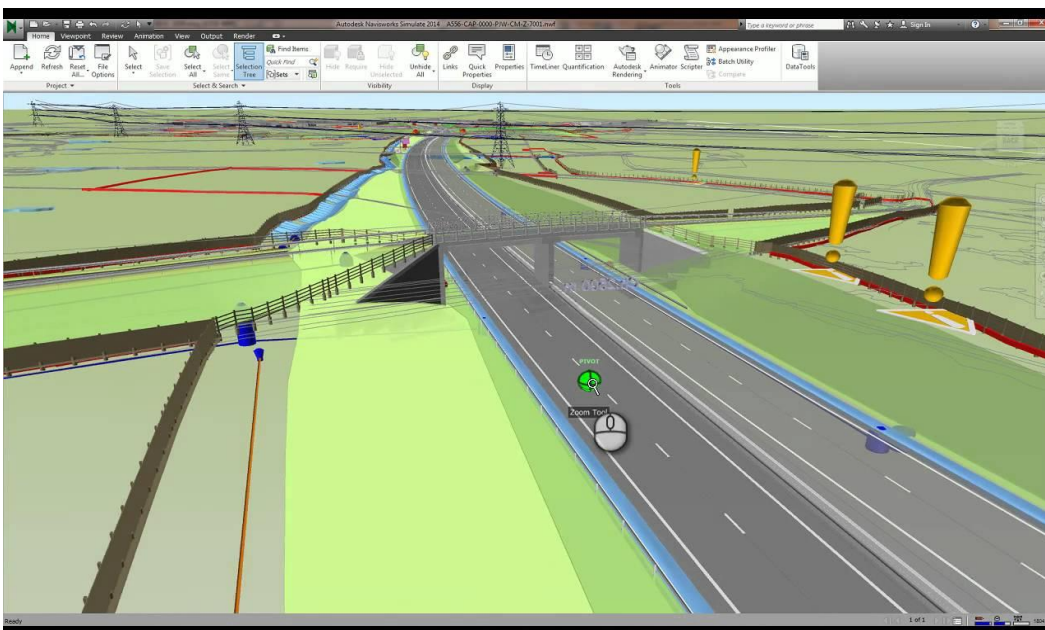 Autodesk Navisworks Simulate 2014 A556-CAP-0000-PIW-CM-Z-7001.nwf
Type a keyword or phrase
Sign In
Home Viewpoint Review Animation View Output Render
Append
Refresh
Reset All...
File Options
Project
Select
Save Selection
Select All
Select Same
Selection Tree
Find Items
Quick Find
Sets
Select & Search
Hide
Require
Hide Unselected
Unhide All
Visibility
Links
Quick Properties
Properties
Display
TimeLiner
Quantification
Autodesk Rendering
Animator
Scripter
Appearance Profiler
Batch Utility
Compare
Tools
DataTools
PIVOT
Zoom Tool
Ready
1 of 1